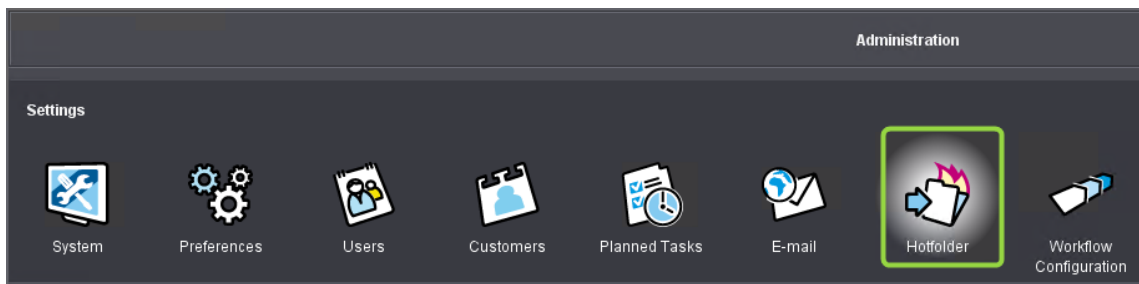 Administration
Settings
System Preferences Users Customers Planned Tasks E-mail Hotfolder Workflow
Configuration